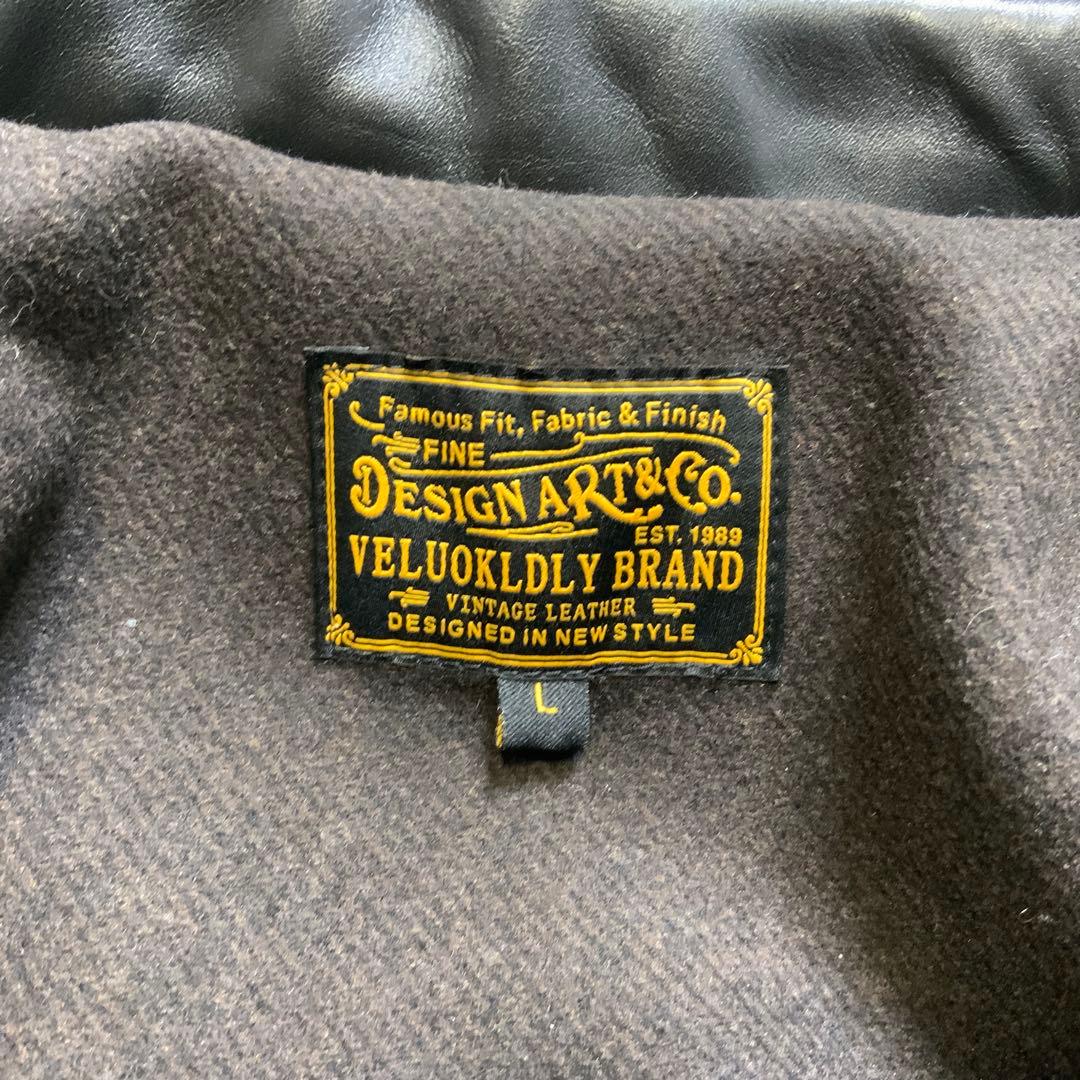 Famous Fit, Fabric & Finish
FINE
DESIGN ART & CO.
EST. 1989
VELUOKLDLY BRAND
VINTAGE LEATHER
DESIGNED IN NEW STYLE
L